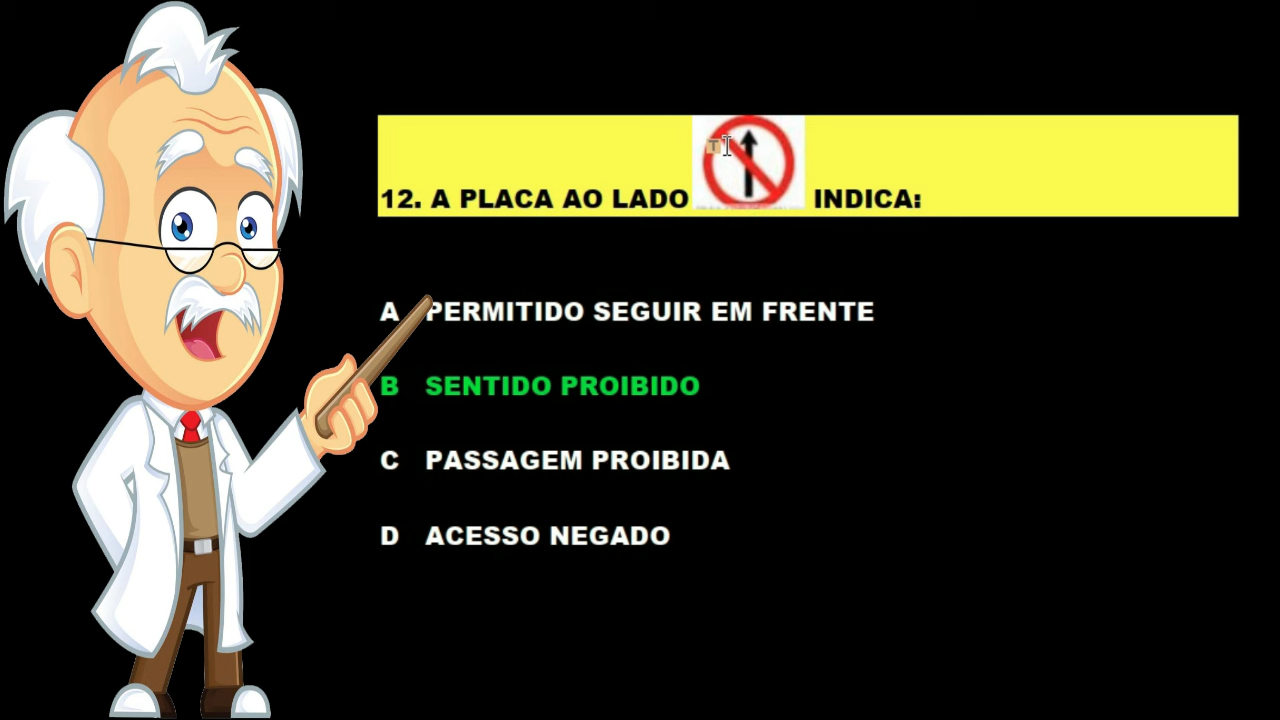 12. A PLACA AO LADO INDICA:
A PERMITIDO SEGUIR EM FRENTE
B SENTIDO PROIBIDO
C PASSAGEM PROIBIDA
D ACESSO NEGADO